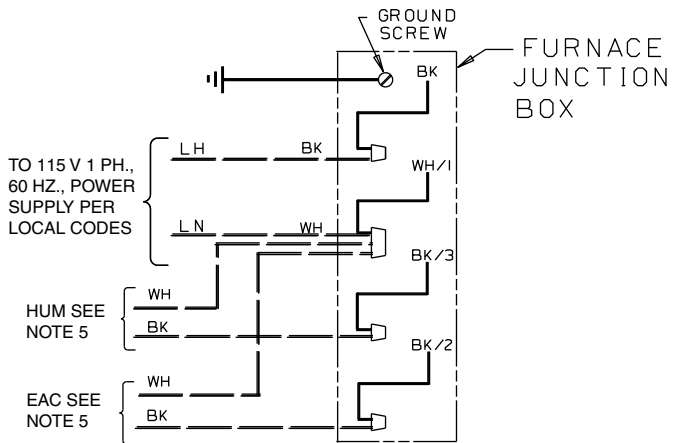 GROUND
SCREW
FURNACE
JUNCTION
BOX
BK
LH
BK
TO 115 V 1 PH.,
60 HZ., POWER
SUPPLY PER
LOCAL CODES
WH/1
LN
WH
BK/3
WH
HUM SEE
NOTE 5
BK
BK/2
WH
EAC SEE
NOTE 5
BK